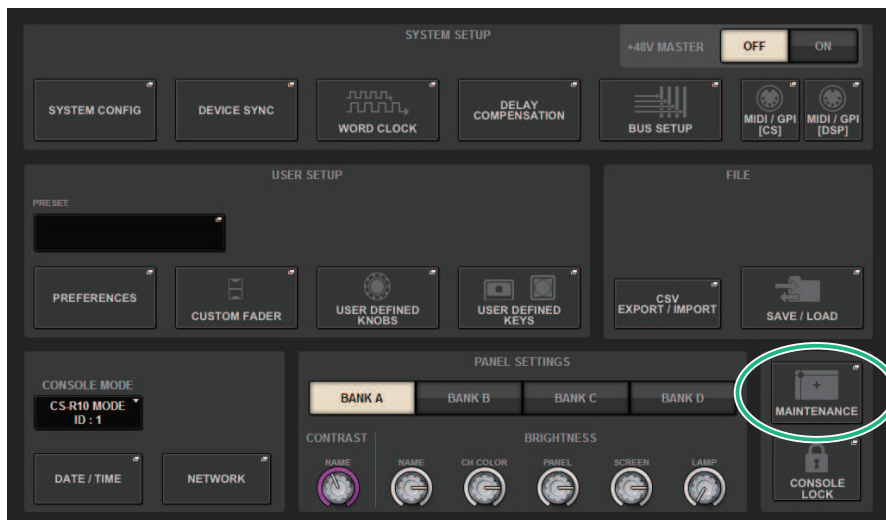 SYSTEM SETUP
+48V MASTER
OFF
ON
SYSTEM CONFIG
DEVICE SYNC
WORD CLOCK
DELAY
COMPENSATION
BUS SETUP
MIDI / GPI
[CS]
MIDI / GPI
[DSP]
USER SETUP
PRESET:
PREFERENCES
CUSTOM FADER
USER DEFINED
KNOBS
USER DEFINED
KEYS
FILE
CSV
EXPORT / IMPORT
SAVE / LOAD
CONSOLE MODE
CS-R10 MODE
ID : 1
DATE / TIME
NETWORK
PANEL SETTINGS
BANK A
BANK B
BANK C
BANK D
CONTRAST
BRIGHTNESS
NAME
NAME
CH COLOR
PANEL
SCREEN
LAMP
MAINTENANCE
CONSOLE
LOCK